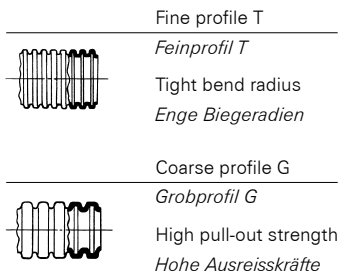 Fine profile T
Feinprofil T
Tight bend radius
Enge Biegeradien
Coarse profile G
Grobprofil G
High pull-out strength
Hohe Ausreisskräfte